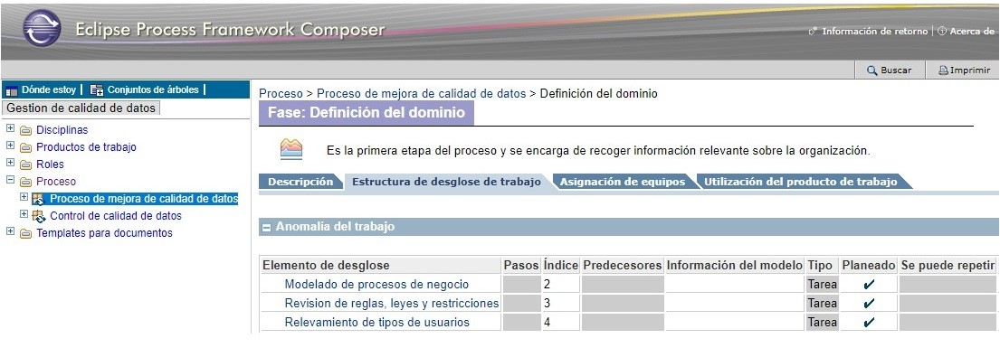 Eclipse Process Framework Composer
Información de retorno | Acerca de
Buscar Imprimir
Dónde estoy | Conjuntos de árboles |
Gestion de calidad de datos
Disciplinas
Productos de trabajo
Roles
Proceso
Proceso de mejora de calidad de datos
Control de calidad de datos
Templates para documentos
Proceso > Proceso de mejora de calidad de datos > Definición del dominio
Fase: Definición del dominio
Es la primera etapa del proceso y se encarga de recoger información relevante sobre la organización.
Descripción Estructura de desglose de trabajo Asignación de equipos Utilización del producto de trabajo
Anomalia del trabajo
Elemento de desglose Pasos Índice Predecesores Información del modelo Tipo Planeado Se puede repetir
Modelado de procesos de negocio 2 Tarea ✔
Revision de reglas, leyes y restricciones 3 Tarea ✔
Relevamiento de tipos de usuarios 4 Tarea ✔